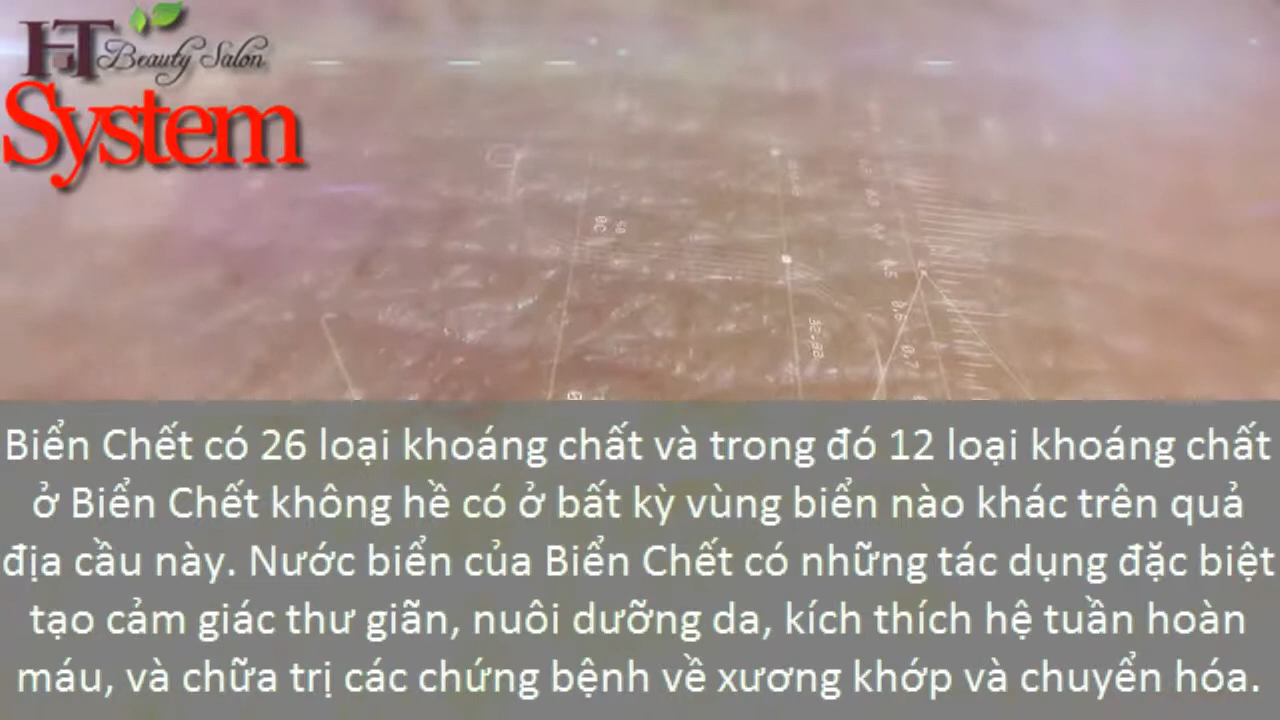 HT Beauty Salon
System
Biển Chết có 26 loại khoáng chất và trong đó 12 loại khoáng chất
ở Biển Chết không hề có ở bất kỳ vùng biển nào khác trên quả
địa cầu này. Nước biển của Biển Chết có những tác dụng đặc biệt
tạo cảm giác thư giãn, nuôi dưỡng da, kích thích hệ tuần hoàn
máu, và chữa trị các chứng bệnh về xương khớp và chuyển hóa.